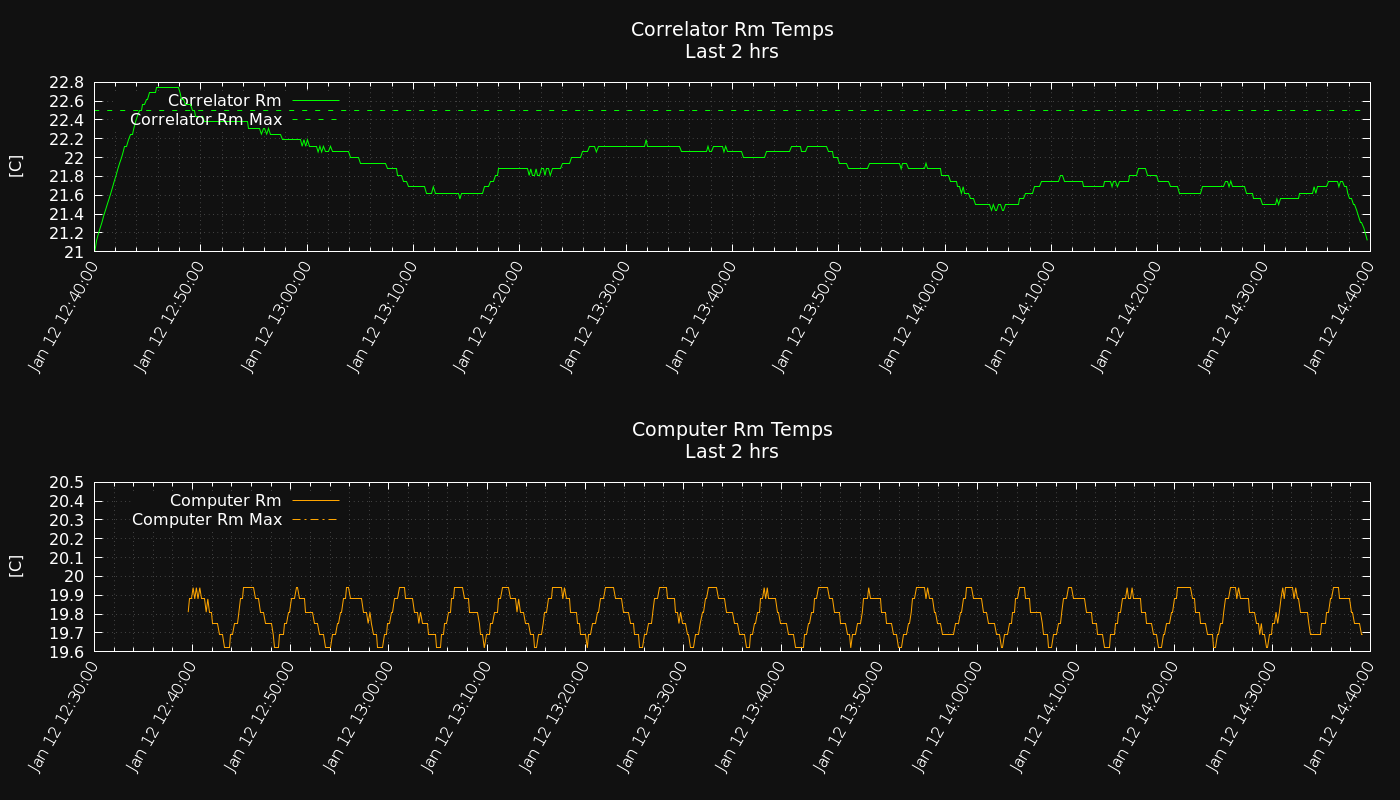 Correlator Rm Temps
Last 2 hrs
22.8
22.6
22.4
22.2
22
21.8
21.6
21.4
21.2
21
[C]
Correlator Rm
Correlator Rm Max
Jan 12 12:40:00
Jan 12 12:50:00
Jan 12 13:00:00
Jan 12 13:10:00
Jan 12 13:20:00
Jan 12 13:30:00
Jan 12 13:40:00
Jan 12 13:50:00
Jan 12 14:00:00
Jan 12 14:10:00
Jan 12 14:20:00
Jan 12 14:30:00
Jan 12 14:40:00
Computer Rm Temps
Last 2 hrs
20.5
20.4
20.3
20.2
20.1
20
19.9
19.8
19.7
19.6
[C]
Computer Rm
Computer Rm Max
Jan 12 12:30:00
Jan 12 12:40:00
Jan 12 12:50:00
Jan 12 13:00:00
Jan 12 13:10:00
Jan 12 13:20:00
Jan 12 13:30:00
Jan 12 13:40:00
Jan 12 13:50:00
Jan 12 14:00:00
Jan 12 14:10:00
Jan 12 14:20:00
Jan 12 14:30:00
Jan 12 14:40:00